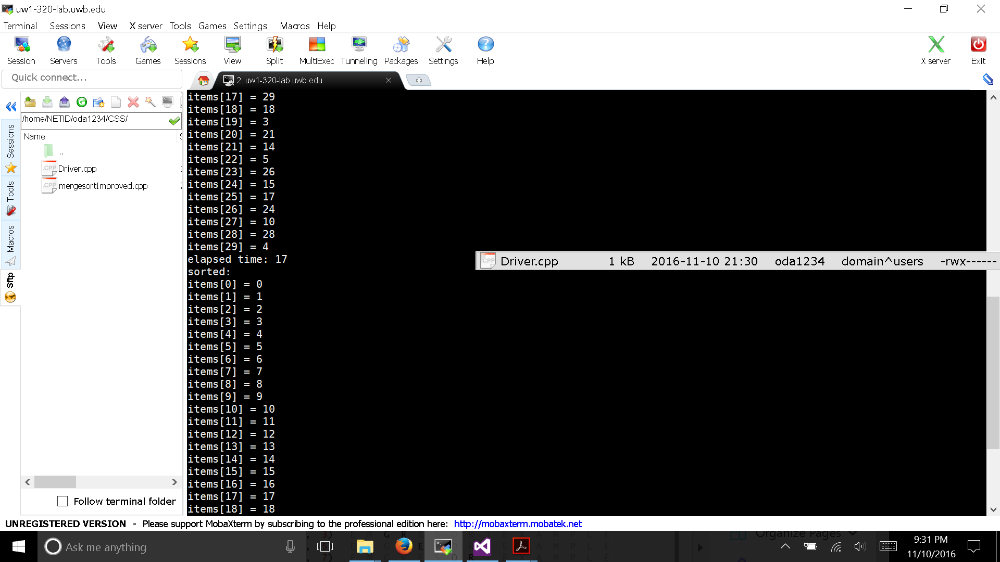 uw1-320-lab.uwb.edu
Terminal Sessions View X server Tools Games Settings Macros Help
Session Servers Tools Games Sessions View Split MultiExec Tunneling Packages Settings Help X server Exit
Quick connect...
2. uw1-320-lab.uwb.edu
/home/NETID/oda1234/CSS/
Name
..
Driver.cpp
mergesortImproved.cpp
Sessions
Tools
Macros
Sftp
items[17] = 29
items[18] = 18
items[19] = 3
items[20] = 21
items[21] = 14
items[22] = 5
items[23] = 26
items[24] = 15
items[25] = 17
items[26] = 24
items[27] = 10
items[28] = 28
items[29] = 4
elapsed time: 17
sorted:
items[0] = 0
items[1] = 1
items[2] = 2
items[3] = 3
items[4] = 4
items[5] = 5
items[6] = 6
items[7] = 7
items[8] = 8
items[9] = 9
items[10] = 10
items[11] = 11
items[12] = 12
items[13] = 13
items[14] = 14
items[15] = 15
items[16] = 16
items[17] = 17
items[18] = 18
Driver.cpp 1 kB 2016-11-10 21:30 oda1234 domain^users -rwx------
Follow terminal folder
UNREGISTERED VERSION - Please support MobaXterm by subscribing to the professional edition here: http://mobaxterm.mobatek.net
Ask me anything
Organize Pages
9:31 PM
11/10/2016